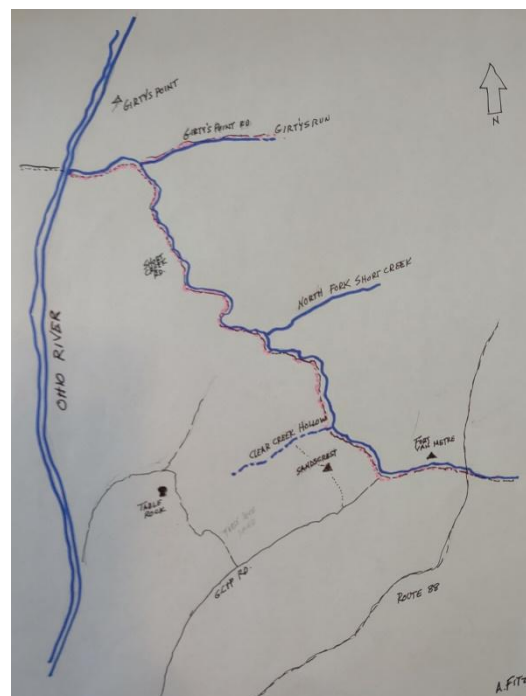 GIRTY'S POINT
N
GIRTY'S POINT RD.
GIRTY'S RUN
SHORT
CREEK
RD.
NORTH FORK SHORT CREEK
OHIO RIVER
CLEAR CREEK HOLLOW
SANDSCREST
FORT
VAN METRE
TABLE
ROCK
GCPP RD.
ROUTE 88